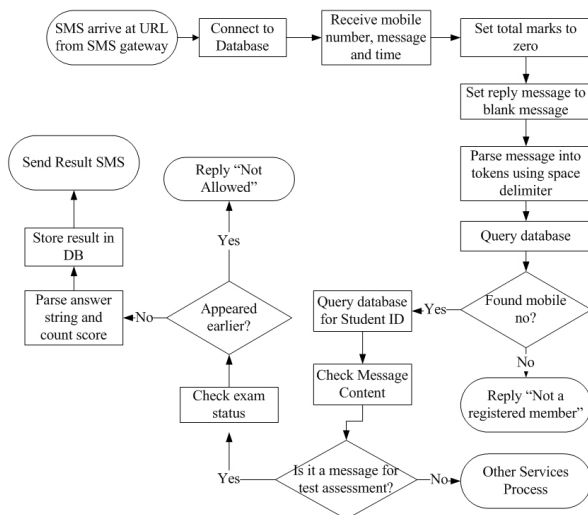 SMS arrive at URL
from SMS gateway
Connect to
Database
Receive mobile
number, message
and time
Set total marks to
zero
Set reply message to
blank message
Parse message into
tokens using space
delimiter
Query database
Found mobile
no?
No
Reply “Not a
registered member”
Yes
Query database
for Student ID
Check Message
Content
Is it a message for
test assessment?
No
Other Services
Process
Yes
Check exam
status
Appeared
earlier?
Yes
Reply “Not
Allowed”
No
Parse answer
string and
count score
Store result in
DB
Send Result SMS